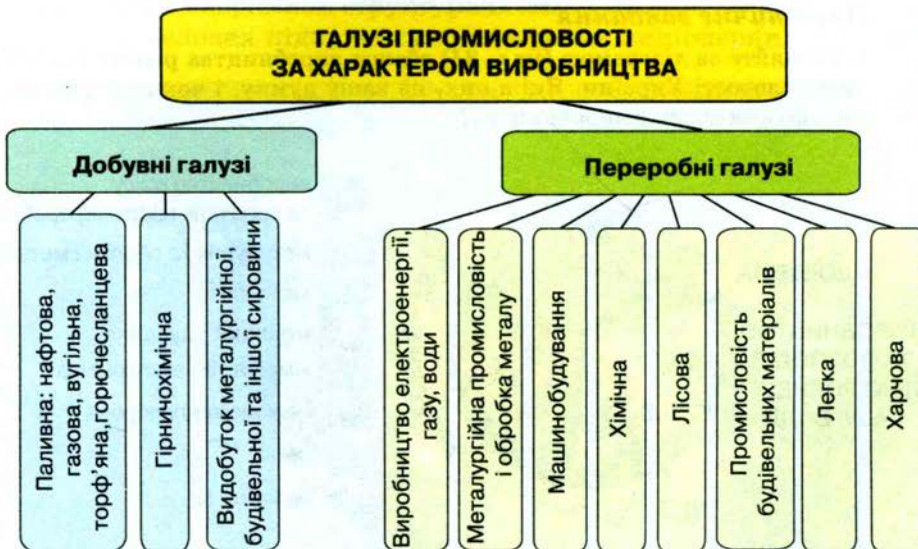 ГАЛУЗІ ПРОМИСЛОВОСТІ
ЗА ХАРАКТЕРОМ ВИРОБНИЦТВА
Добувні галузі
Переробні галузі
Паливна: нафтова,
газова, вугільна,
торф’яна, горючесланцева
Гірничохімічна
Видобуток металургійної,
будівельної та іншої сировини
Виробництво електроенергії,
газу, води
Металургійна промисловість
і обробка металу
Машинобудування
Хімічна
Лісова
Промисловість
будівельних матеріалів
Легка
Харчова